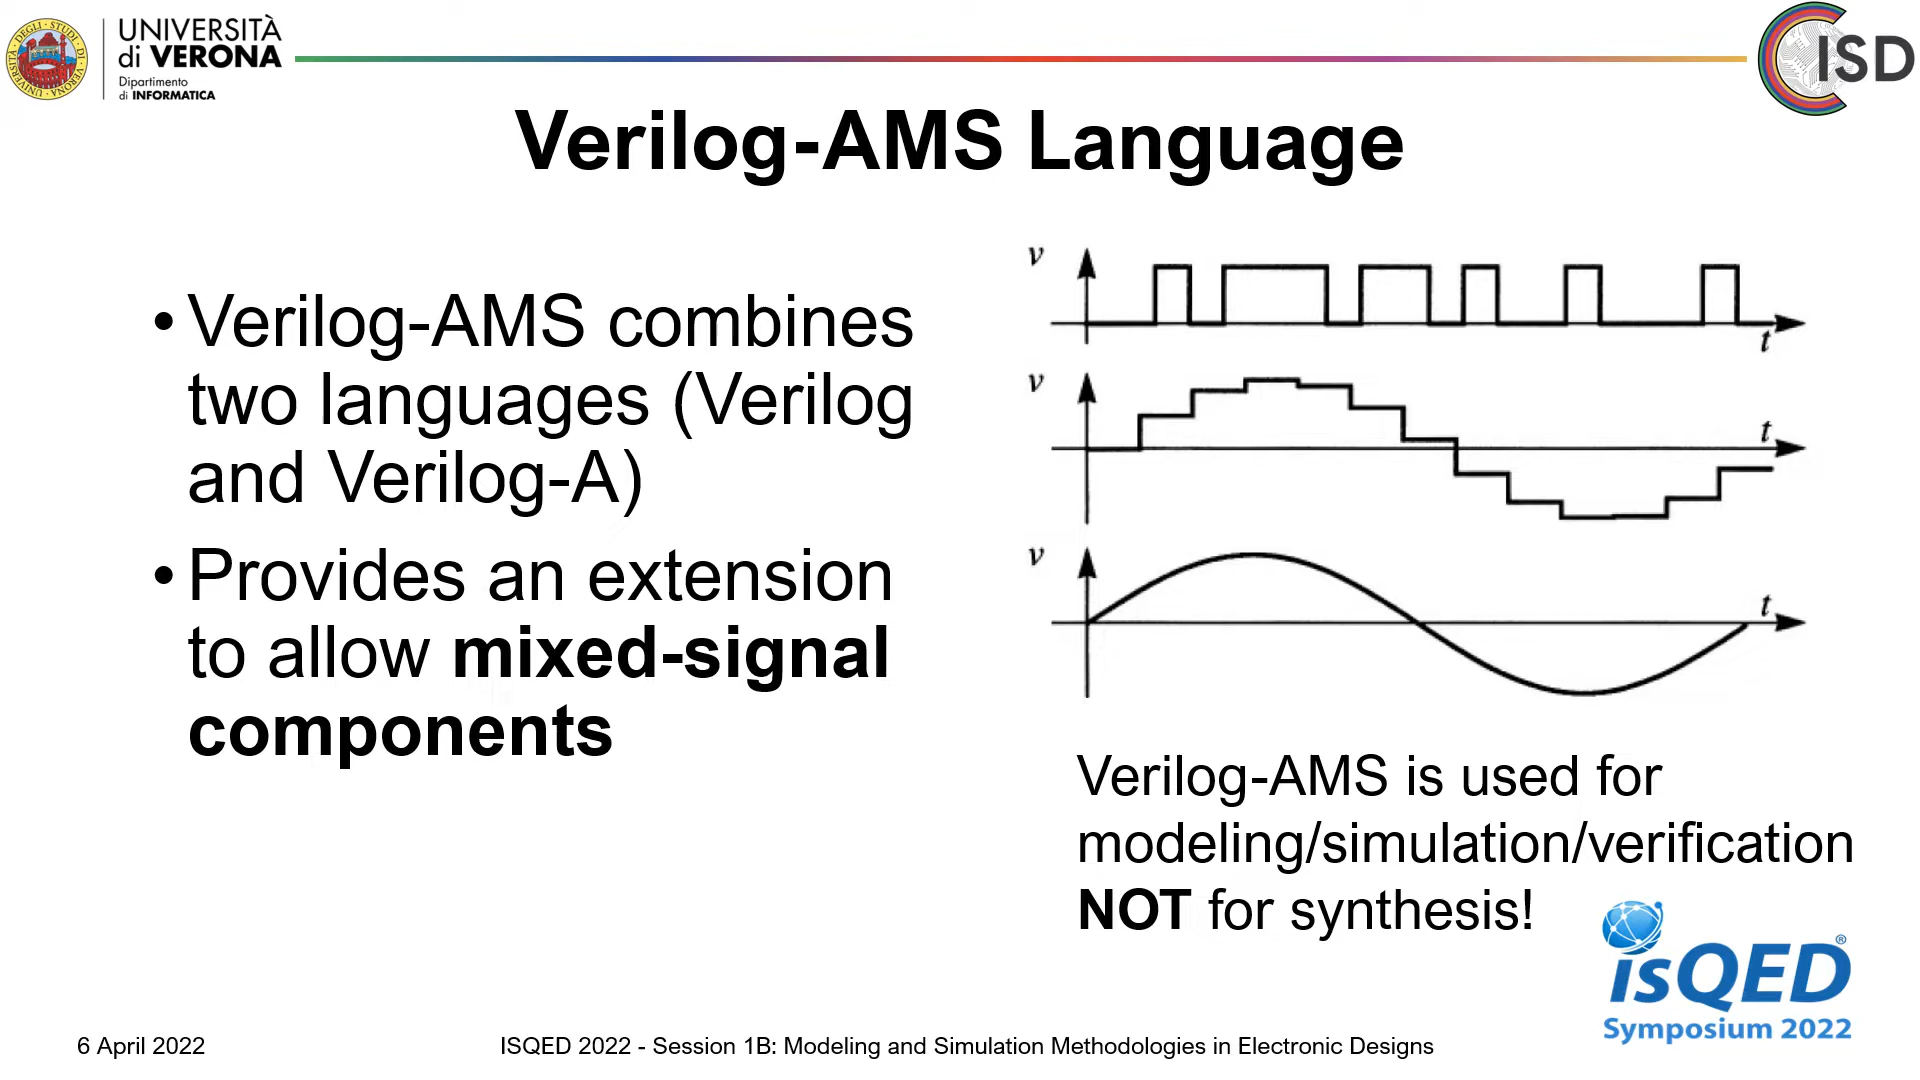 UNIVERSITÀ
di VERONA
Dipartimento
di INFORMATICA
ISD
Verilog-AMS Language
• Verilog-AMS combines
two languages (Verilog
and Verilog-A)
• Provides an extension
to allow mixed-signal
components
v
t
v
t
v
t
Verilog-AMS is used for
modeling/simulation/verification
NOT for synthesis!
isQED®
Symposium 2022
6 April 2022
ISQED 2022 - Session 1B: Modeling and Simulation Methodologies in Electronic Designs